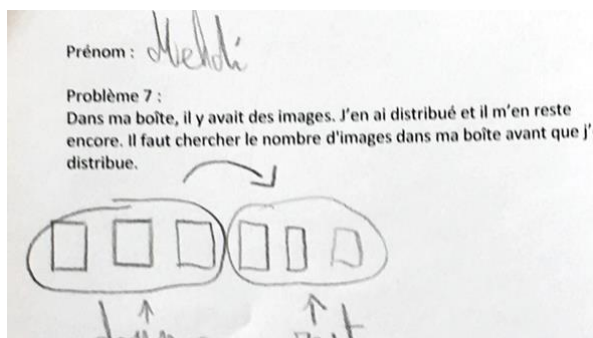 Prénom : Mehdi
Problème 7 :
Dans ma boîte, il y avait des images. J'en ai distribué et il m'en reste
encore. Il faut chercher le nombre d'images dans ma boîte avant que j'
distribue.